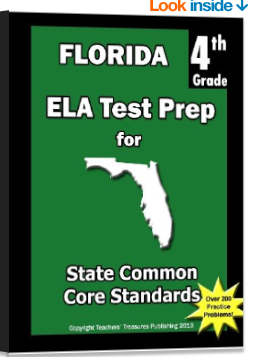 Look inside ↓
FLORIDA
4th
Grade
ELA Test Prep
for
State Common
Core Standards
Over 200
Practice
Problems!
Copyright Teachers' Treasures Publishing 2013